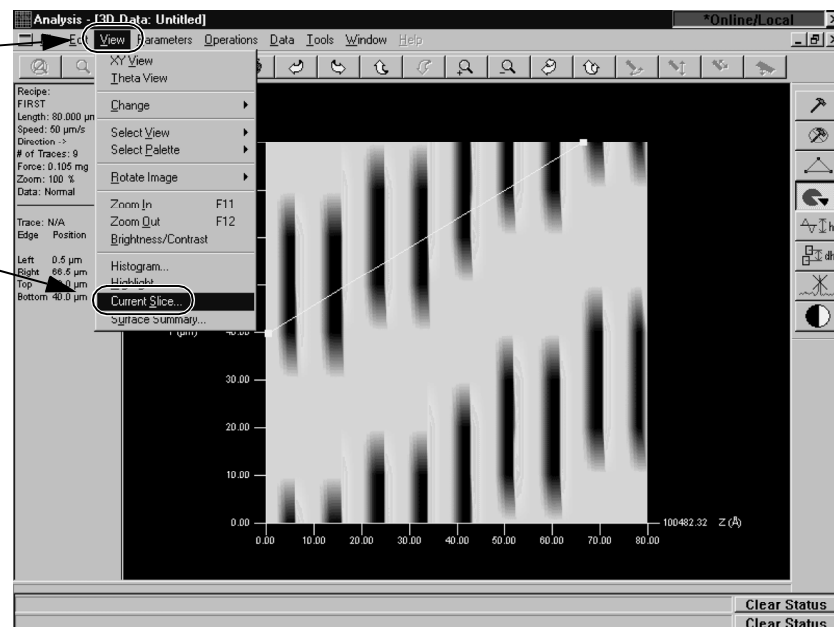 Analysis - [3D Data: Untitled]
*Online/Local
Edit View Parameters Operations Data Tools Window Help
XY View
Theta View
Change
Select View
Select Palette
Rotate Image
Zoom In F11
Zoom Out F12
Brightness/Contrast
Histogram...
Highlight
Current Slice...
Surface Summary...
Recipe:
FIRST
Length: 80.000 µm
Speed: 50 µm/s
Direction ->
# of Traces: 9
Force: 0.105 mg
Zoom: 100 %
Data: Normal
Trace: N/A
Edge Position
Left 0.5 µm
Right 66.5 µm
Top
Bottom 40.0 µm
Y (µm)
40.00
30.00
20.00
10.00
0.00
100482.32 Z (Å)
0.00 10.00 20.00 30.00 40.00 50.00 60.00 70.00 80.00
h
dh
Clear Status
Clear Status